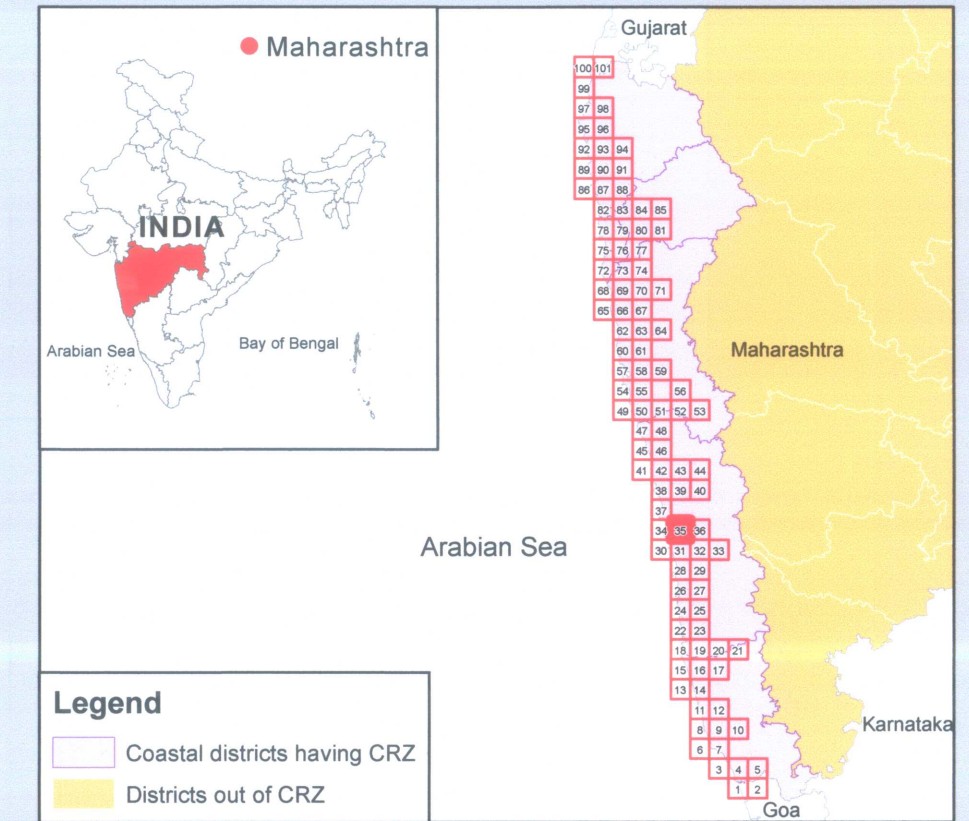 Maharashtra
INDIA
Arabian Sea
Bay of Bengal
Gujarat
100 101
99
97 98
95 96
92 93 94
89 90 91
86 87 88
82 83 84 85
78 79 80 81
75 76 77
72 73 74
68 69 70 71
65 66 67
62 63 64
60 61
57 58 59
54 55 56
49 50 51 52 53
47 48
45 46
41 42 43 44
38 39 40
37
34 35 36
30 31 32 33
28 29
26 27
24 25
22 23
18 19 20 21
15 16 17
13 14
11 12
8 9 10
6 7
3 4 5
1 2
Maharashtra
Arabian Sea
Karnataka
Goa
Legend
Coastal districts having CRZ
Districts out of CRZ